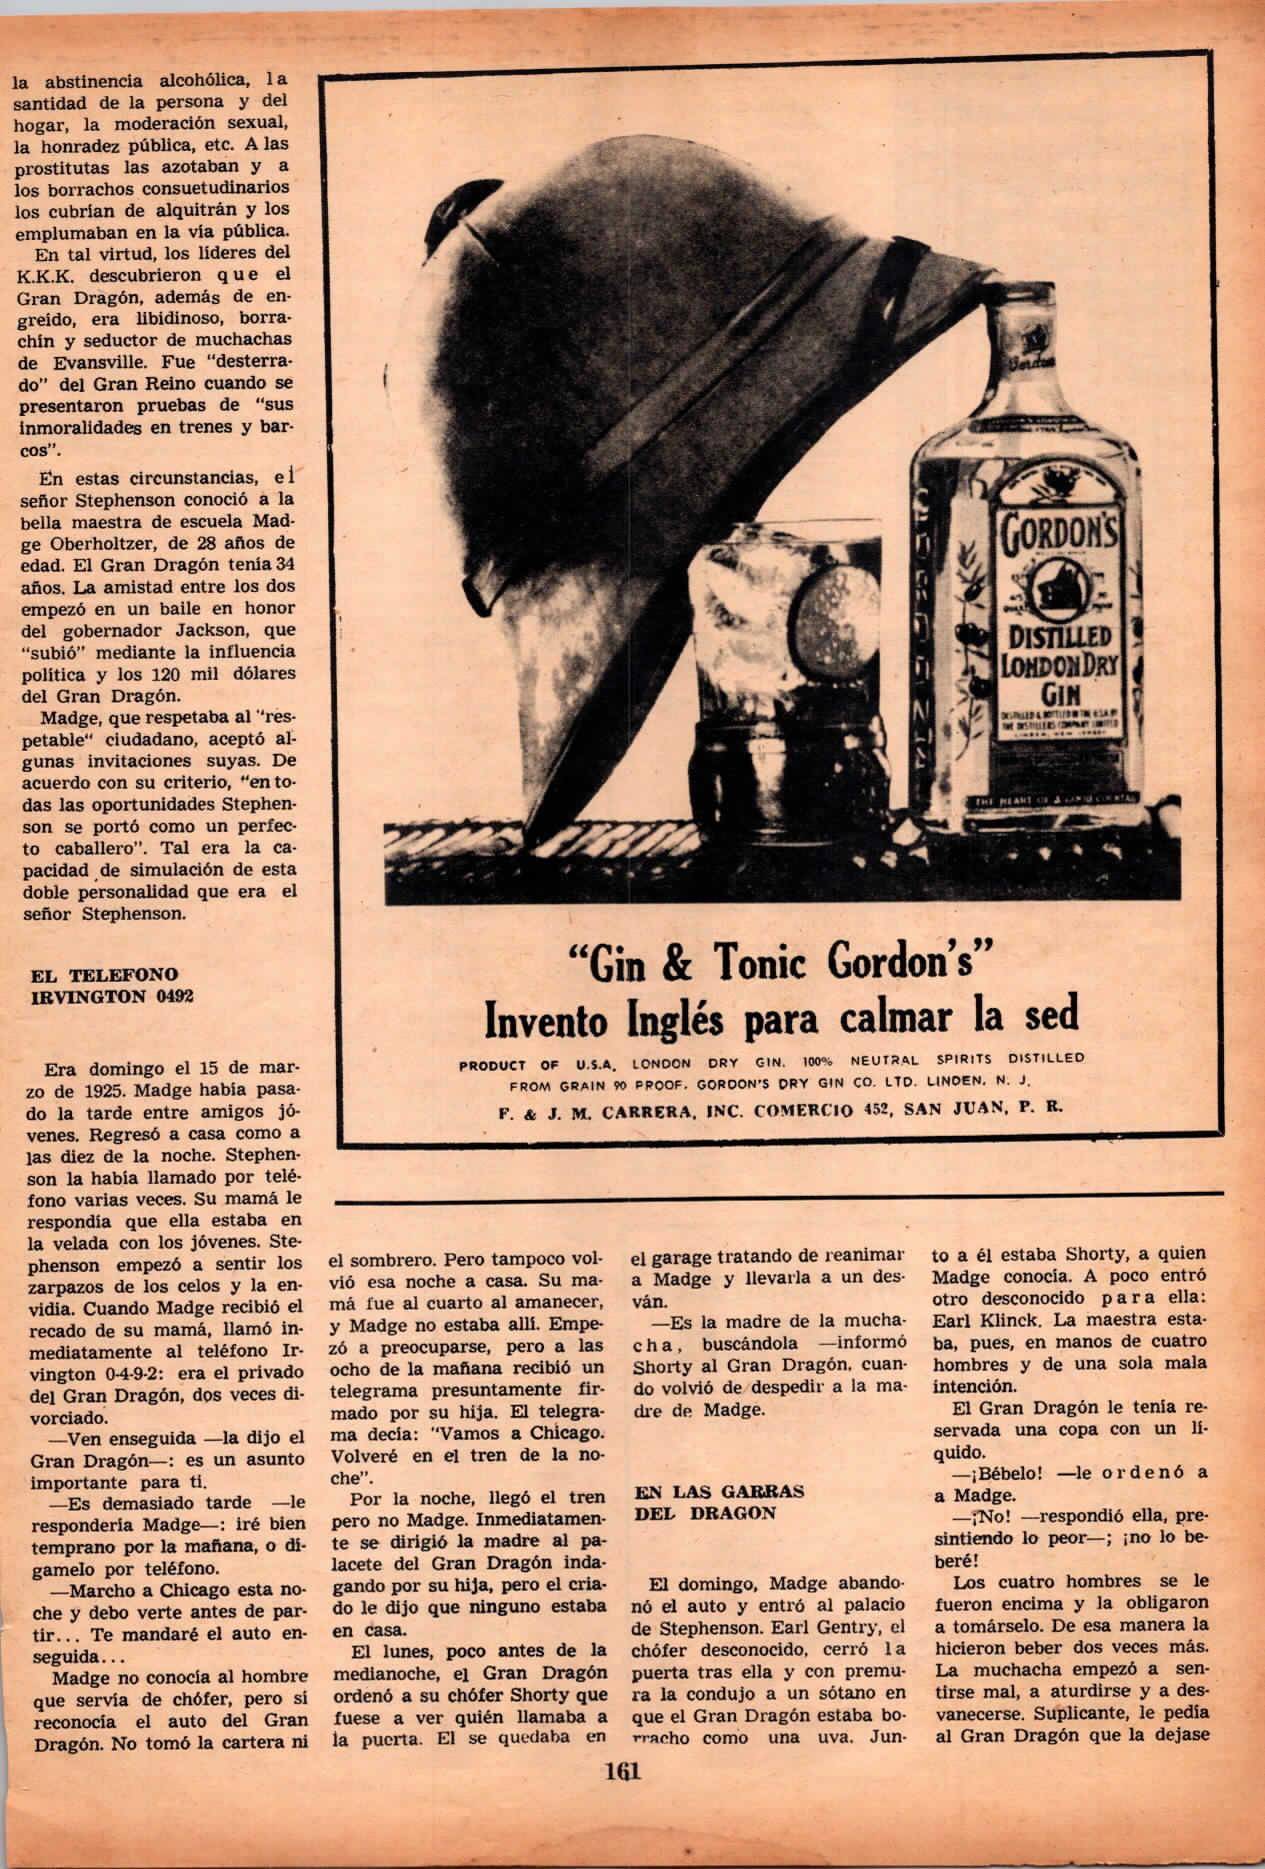 la abstinencia alcohólica, la
santidad de la persona y del
hogar, la moderación sexual,
la honradez pública, etc. A las
prostitutas las azotaban y a
los borrachos consuetudinarios
los cubrían de alquitrán y los
emplumaban en la vía pública.
En tal virtud, los líderes del
K.K.K. descubrieron que el
Gran Dragón, además de en-
greído, era libidinoso, borra-
chín y seductor de muchachas
de Evansville. Fue "desterra-
do" del Gran Reino cuando se
presentaron pruebas de "sus
inmoralidades en trenes y bar-
cos".
En estas circunstancias, el
señor Stephenson conoció a la
bella maestra de escuela Mad-
ge Oberholtzer, de 28 años de
edad. El Gran Dragón tenía 34
años. La amistad entre los dos
empezó en un baile en honor
del gobernador Jackson, que
"subió" mediante la influencia
política y los 120 mil dólares
del Gran Dragón.
Madge, que respetaba al "res-
petable" ciudadano, aceptó al-
gunas invitaciones suyas. De
acuerdo con su criterio, "en to-
das las oportunidades Stephen-
son se portó como un perfec-
to caballero". Tal era la ca-
pacidad de simulación de esta
doble personalidad que era el
señor Stephenson.
EL TELEFONO
IRVINGTON 0492
Era domingo el 15 de mar-
zo de 1925. Madge había pasa-
do la tarde entre amigos jó-
venes. Regresó a casa como a
las diez de la noche. Stephen-
son la había llamado por telé-
fono varias veces. Su mamá le
respondía que ella estaba en
la velada con los jóvenes. Ste-
phenson empezó a sentir los
zarpazos de los celos y la en-
vidia. Cuando Madge recibió el
recado de su mamá, llamó in-
mediatamente al teléfono Ir-
vington 0-4-9-2: era el privado
del Gran Dragón, dos veces di-
vorciado.
—Ven enseguida —la dijo el
Gran Dragón—: es un asunto
importante para ti.
—Es demasiado tarde —le
respondería Madge—: iré bien
temprano por la mañana, o dí-
gamelo por teléfono.
—Marcho a Chicago esta no-
che y debo verte antes de par-
tir... Te mandaré el auto en-
seguida...
Madge no conocía al hombre
que servía de chófer, pero sí
reconocía el auto del Gran
Dragón. No tomó la cartera ni
Gordon's
GORDON'S
DISTILLED
LONDON DRY
GIN
DISTILLED & BOTTLED IN THE U.S.A. BY
THE DISTILLERS COMPANY LIMITED
LINDEN, NEW JERSEY
THE HEART OF A GOOD COCKTAIL
"Gin & Tonic Gordon's"
Invento Inglés para calmar la sed
PRODUCT OF U.S.A. LONDON DRY GIN. 100% NEUTRAL SPIRITS DISTILLED
FROM GRAIN 90 PROOF. GORDON'S DRY GIN CO. LTD. LINDEN, N. J.
F. & J. M. CARRERA, INC. COMERCIO 452, SAN JUAN, P. R.
el sombrero. Pero tampoco vol-
vió esa noche a casa. Su ma-
má fue al cuarto al amanecer,
y Madge no estaba allí. Empe-
zó a preocuparse, pero a las
ocho de la mañana recibió un
telegrama presuntamente fir-
mado por su hija. El telegra-
ma decía: "Vamos a Chicago.
Volveré en el tren de la no-
che".
Por la noche, llegó el tren
pero no Madge. Inmediatamen-
te se dirigió la madre al pa-
lacete del Gran Dragón inda-
gando por su hija, pero el cria-
do le dijo que ninguno estaba
en casa.
El lunes, poco antes de la
medianoche, el Gran Dragón
ordenó a su chófer Shorty que
fuese a ver quién llamaba a
la puerta. El se quedaba en
el garage tratando de reanimar
a Madge y llevarla a un des-
ván.
—Es la madre de la mucha-
cha, buscándola —informó
Shorty al Gran Dragón, cuan-
do volvió de despedir a la ma-
dre de Madge.
EN LAS GARRAS
DEL DRAGON
El domingo, Madge abando-
nó el auto y entró al palacio
de Stephenson. Earl Gentry, el
chófer desconocido, cerró la
puerta tras ella y con premu-
ra la condujo a un sótano en
que el Gran Dragón estaba bo-
rracho como una uva. Jun-
to a él estaba Shorty, a quien
Madge conocía. A poco entró
otro desconocido para ella:
Earl Klinck. La maestra esta-
ba, pues, en manos de cuatro
hombres y de una sola mala
intención.
El Gran Dragón le tenía re-
servada una copa con un lí-
quido.
—¡Bébelo! —le ordenó a
a Madge.
—¡No! —respondió ella, pre-
sintiendo lo peor—; ¡no lo be-
beré!
Los cuatro hombres se le
fueron encima y la obligaron
a tomárselo. De esa manera la
hicieron beber dos veces más.
La muchacha empezó a sen-
tirse mal, a aturdirse y a des-
vanecerse. Suplicante, le pedía
al Gran Dragón que la dejase
161